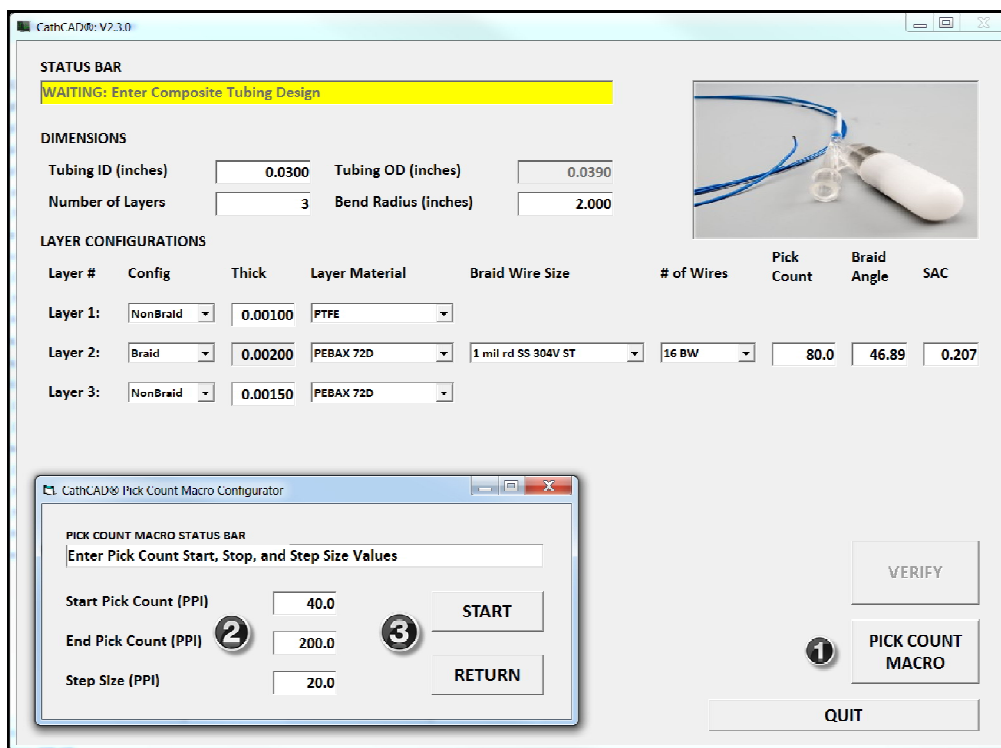 CathCAD®: V2.3.0
STATUS BAR
WAITING: Enter Composite Tubing Design
DIMENSIONS
Tubing ID (inches) 0.0300 Tubing OD (inches) 0.0390
Number of Layers 3 Bend Radius (inches) 2.000
LAYER CONFIGURATIONS
Layer # Config Thick Layer Material Braid Wire Size # of Wires Pick Count Braid Angle SAC
Layer 1: NonBraid 0.00100 PTFE
Layer 2: Braid 0.00200 PEBAX 72D 1 mil rd SS 304V ST 16 BW 80.0 46.89 0.207
Layer 3: NonBraid 0.00150 PEBAX 72D
CathCAD® Pick Count Macro Configurator
PICK COUNT MACRO STATUS BAR
Enter Pick Count Start, Stop, and Step Size Values
Start Pick Count (PPI) 40.0
End Pick Count (PPI) 200.0
Step Size (PPI) 20.0
2
3
START
RETURN
VERIFY
1
PICK COUNT
MACRO
QUIT